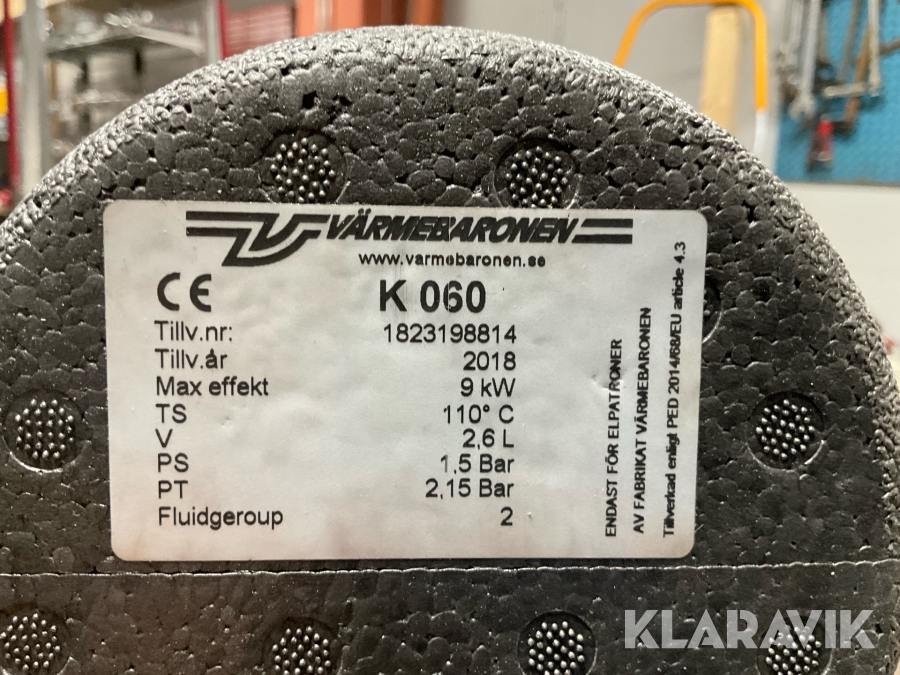 VÄRMEBARONEN
www.varmebaronen.se
CE
K 060
Tillv.nr: 1823198814
Tillv.år 2018
Max effekt 9 kW
TS 110° C
V 2,6 L
PS 1,5 Bar
PT 2,15 Bar
Fluidgeroup 2
ENDAST FÖR ELPATRONER
AV FABRIKAT VÄRMEBARONEN
Tillverkad enligt PED 2014/68/EU article 4.3
KLARAVIK